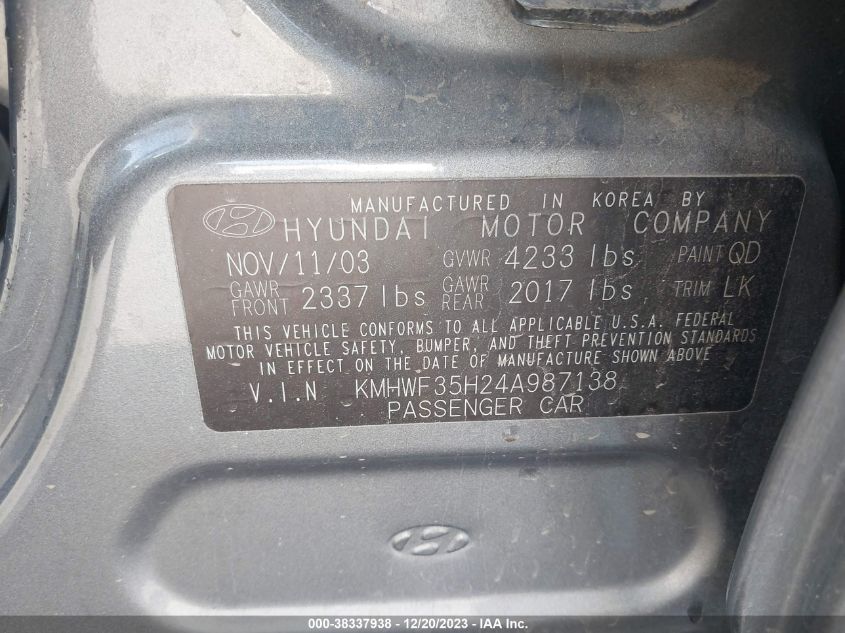 MANUFACTURED IN KOREA BY
HYUNDAI MOTOR COMPANY
NOV/11/03 GVWR 4233 lbs PAINT QD
GAWR FRONT 2337 lbs GAWR REAR 2017 lbs TRIM LK
THIS VEHICLE CONFORMS TO ALL APPLICABLE U.S.A. FEDERAL
MOTOR VEHICLE SAFETY, BUMPER, AND THEFT PREVENTION STANDARDS
IN EFFECT ON THE DATE OF MANUFACTURE SHOWN ABOVE
V.I.N KMHWF35H24A987138
PASSENGER CAR
000-38337938 - 12/20/2023 - IAA Inc.